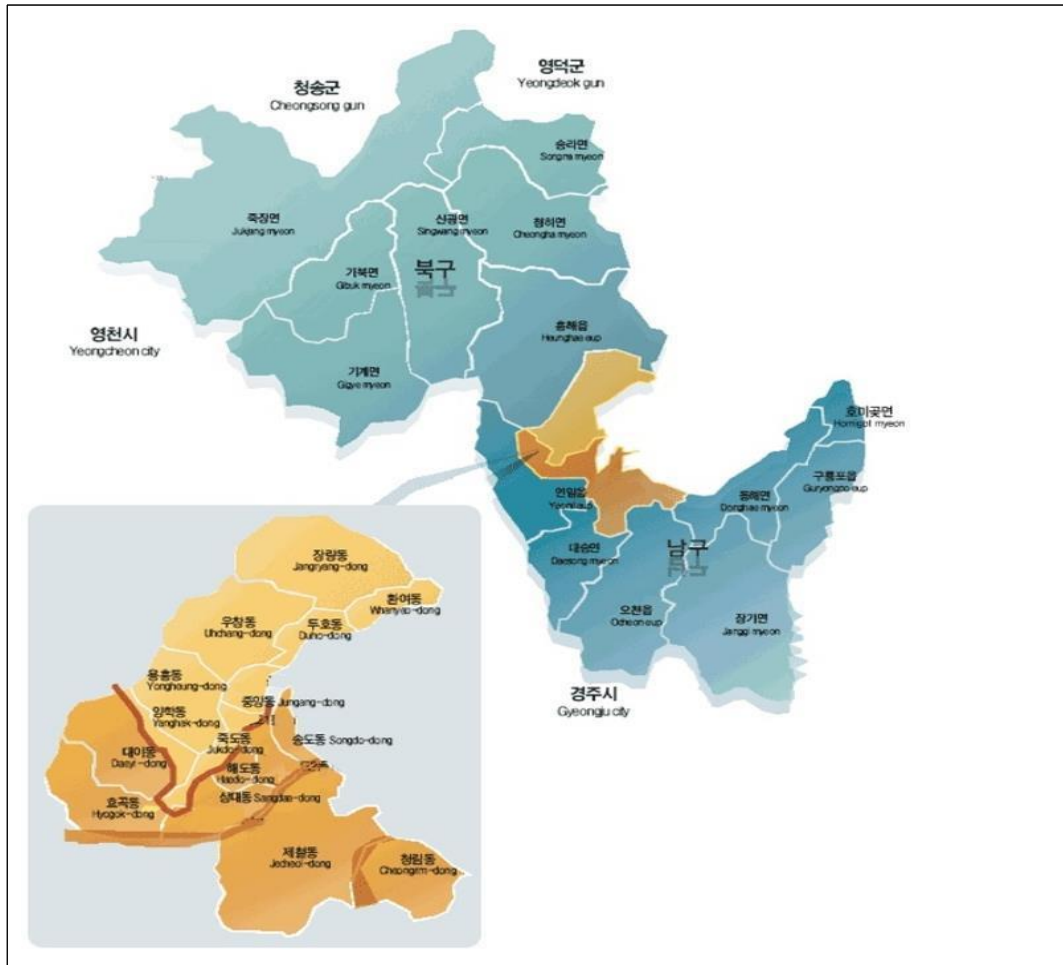 영덕군
Yeongdeok gun
청송군
Cheongsong gun
송라면
Songna myeon
죽장면
Jukjang myeon
신광면
Singwang myeon
청하면
Cheongha myeon
기북면
Gibuk myeon
북구
흥해읍
Heunghae eup
영천시
Yeongcheon city
기계면
Gigye myeon
호미곶면
Homigot myeon
구룡포읍
Guryongpo eup
연일읍
Yeonil eup
동해면
Donghae myeon
대송면
Daesong myeon
남구
오천읍
Ocheon eup
장기면
Janggi myeon
경주시
Gyeongju city
장량동
Jangryang-dong
환여동
Whanyeo-dong
우창동
Uhchang-dong
두호동
Duho-dong
용흥동
Yongheung-dong
중앙동 Jungang-dong
양학동
Yanghak-dong
죽도동
Jukdo-dong
송도동 Songdo-dong
대이동
Daeyi-dong
해도동
Haedo-dong
상대동 Sangdae-dong
효곡동
Hyogok-dong
제철동
Jecheol-dong
청림동
Cheongrim-dong